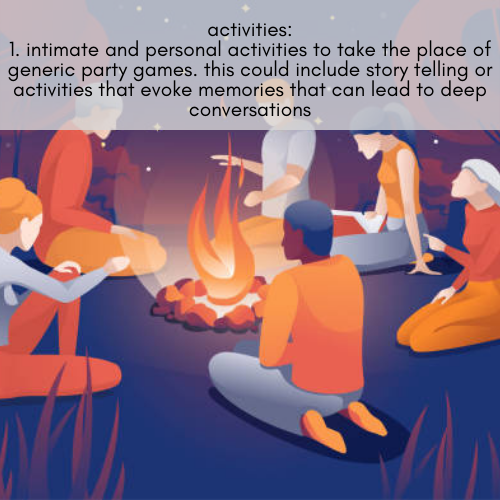 activities:
1. intimate and personal activities to take the place of
generic party games. this could include story telling or
activities that evoke memories that can lead to deep
conversations